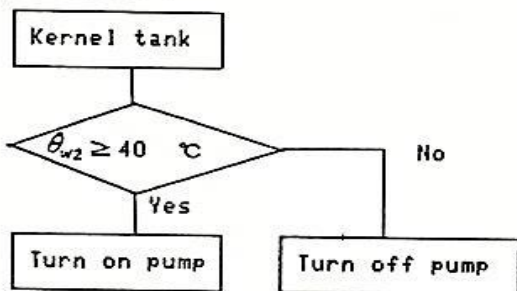 Kernel tank
θw2 ≥ 40 °C
No
Yes
Turn on pump
Turn off pump